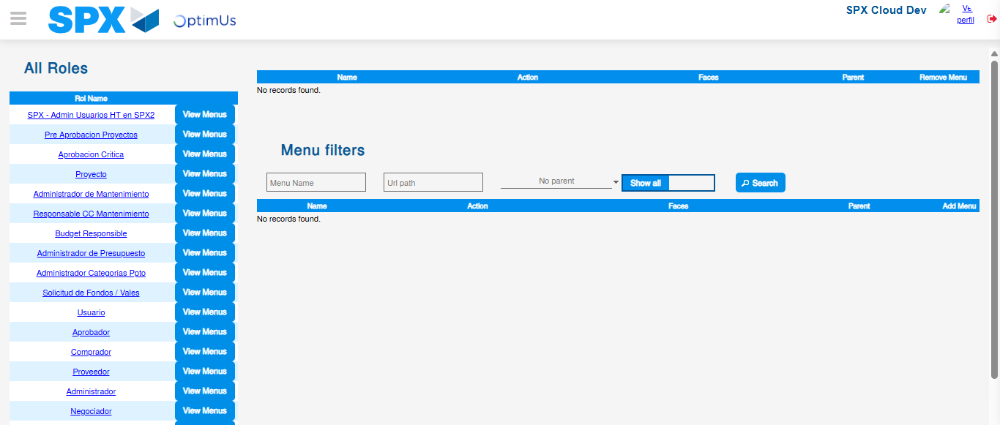 SPX
OptimUs
SPX Cloud Dev
perfil
All Roles
Rol Name
SPX - Admin Usuarios HT en SPX2 View Menus
Pre Aprobacion Proyectos View Menus
Aprobacion Critica View Menus
Proyecto View Menus
Administrador de Mantenimiento View Menus
Responsable CC Mantenimiento View Menus
Budget Responsible View Menus
Administrador de Presupuesto View Menus
Administrador Categorias Ppto View Menus
Solicitud de Fondos / Vales View Menus
Usuario View Menus
Aprobador View Menus
Comprador View Menus
Proveedor View Menus
Administrador View Menus
Negociador View Menus
Name Action Faces Parent Remove Menu
No records found.
Menu filters
Menu Name Url path No parent Show all Search
Name Action Faces Parent Add Menu
No records found.